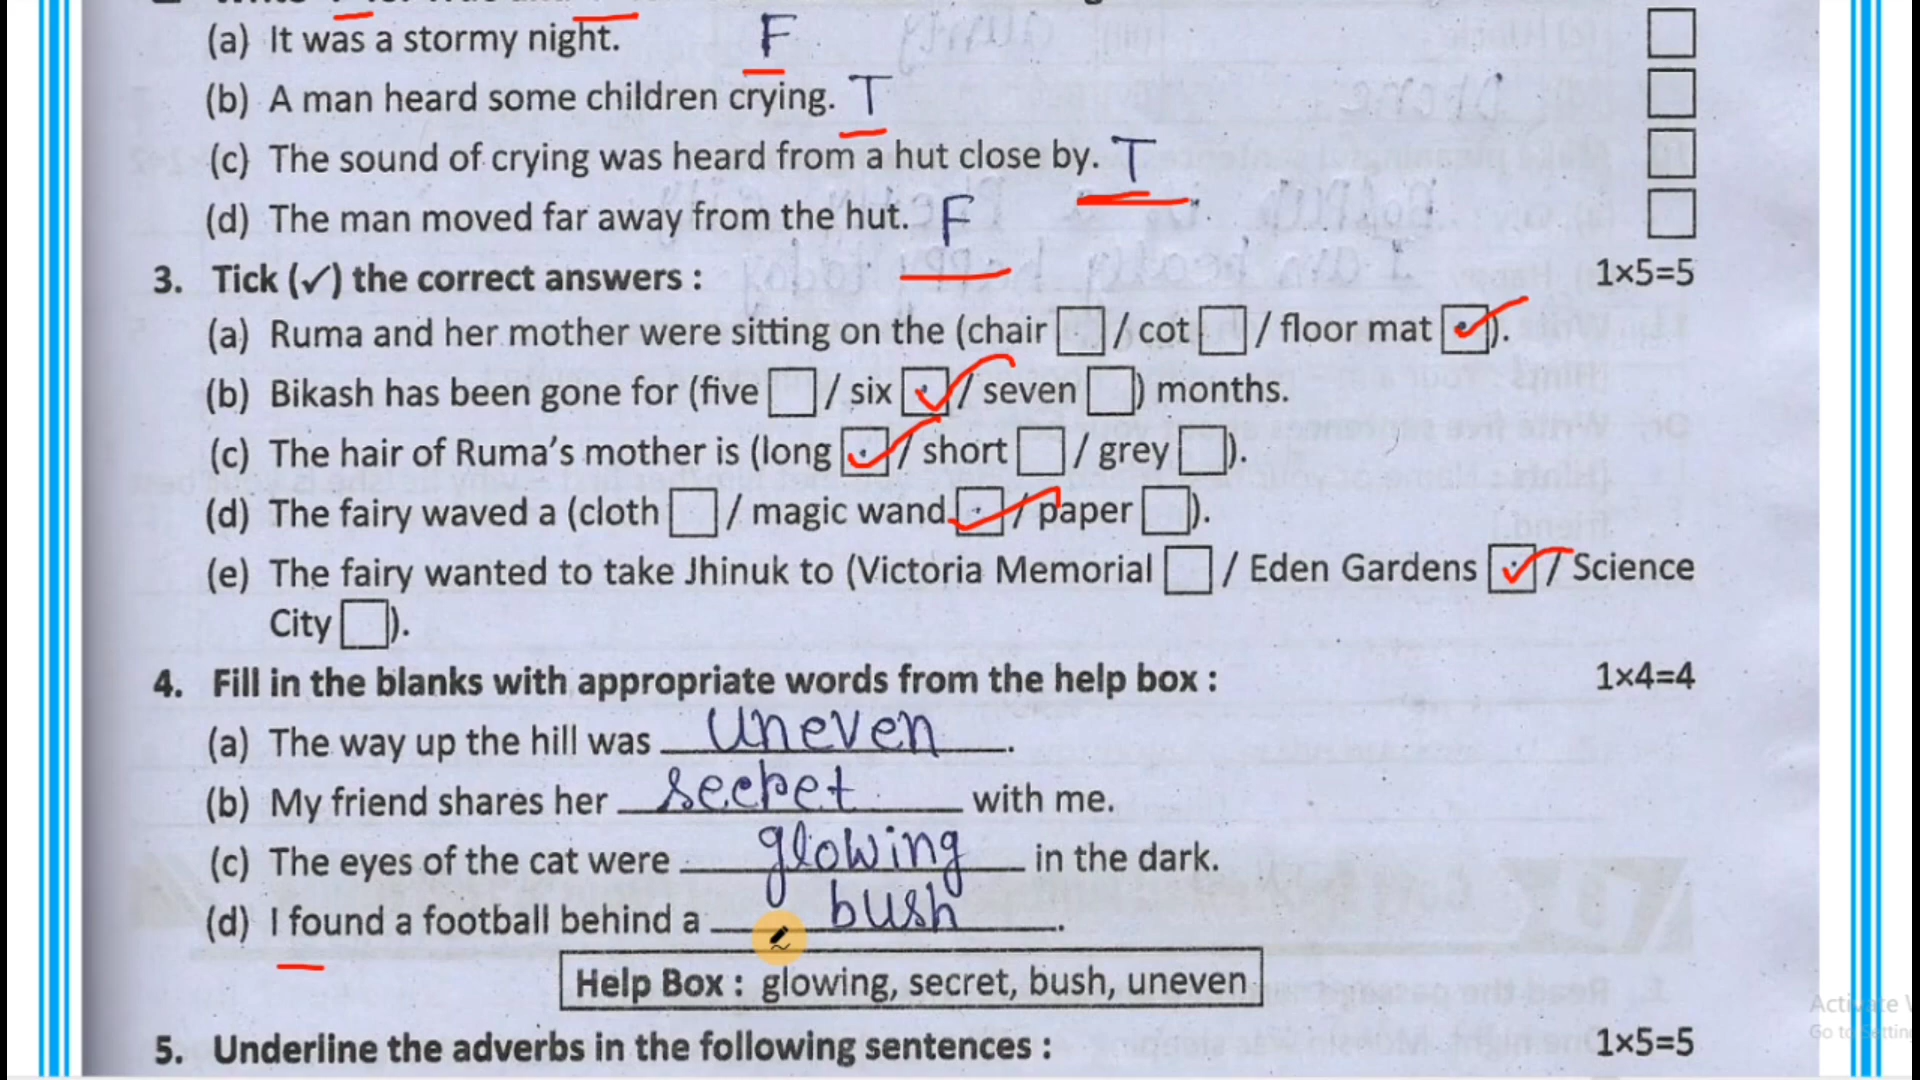 (a) It was a stormy night. F
(b) A man heard some children crying. T
(c) The sound of crying was heard from a hut close by. T
(d) The man moved far away from the hut. F
3. Tick (✓) the correct answers : 1×5=5
(a) Ruma and her mother were sitting on the (chair / cot / floor mat ✓).
(b) Bikash has been gone for (five / six ✓ / seven ) months.
(c) The hair of Ruma's mother is (long ✓ / short / grey ).
(d) The fairy waved a (cloth / magic wand ✓ / paper ).
(e) The fairy wanted to take Jhinuk to (Victoria Memorial / Eden Gardens ✓ / Science
City ).
4. Fill in the blanks with appropriate words from the help box : 1×4=4
(a) The way up the hill was uneven.
(b) My friend shares her secret with me.
(c) The eyes of the cat were glowing in the dark.
(d) I found a football behind a bush.
Help Box : glowing, secret, bush, uneven.
5. Underline the adverbs in the following sentences : 1×5=5